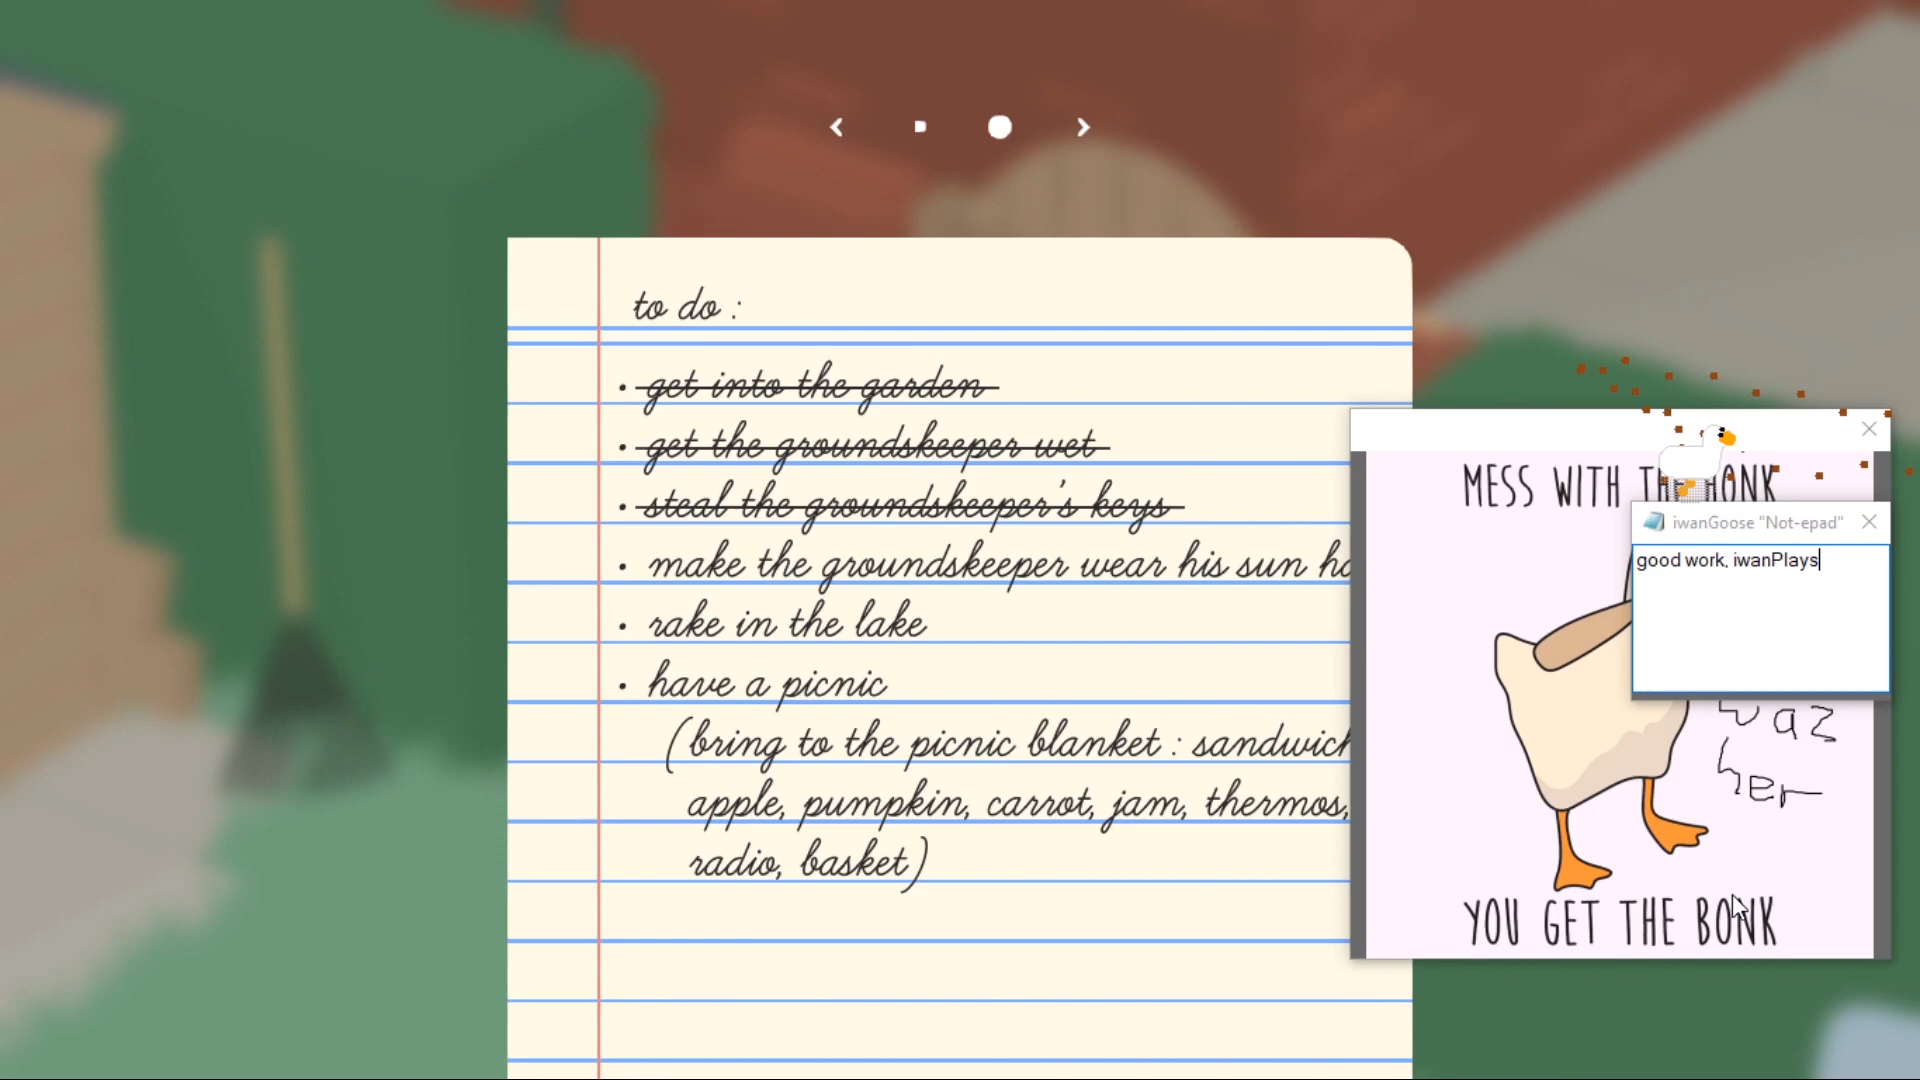 to do :
• get into the garden
• get the groundskeeper wet
• steal the groundskeeper's keys
• make the groundskeeper wear his sun
• rake in the lake
• have a picnic
(bring to the picnic blanket : sandwich
apple, pumpkin, carrot, jam, thermos,
radio, basket)
MESS WITH THE HONK
iwanGoose "Not-epad"
good work, iwanPlays
her
YOU GET THE BONK